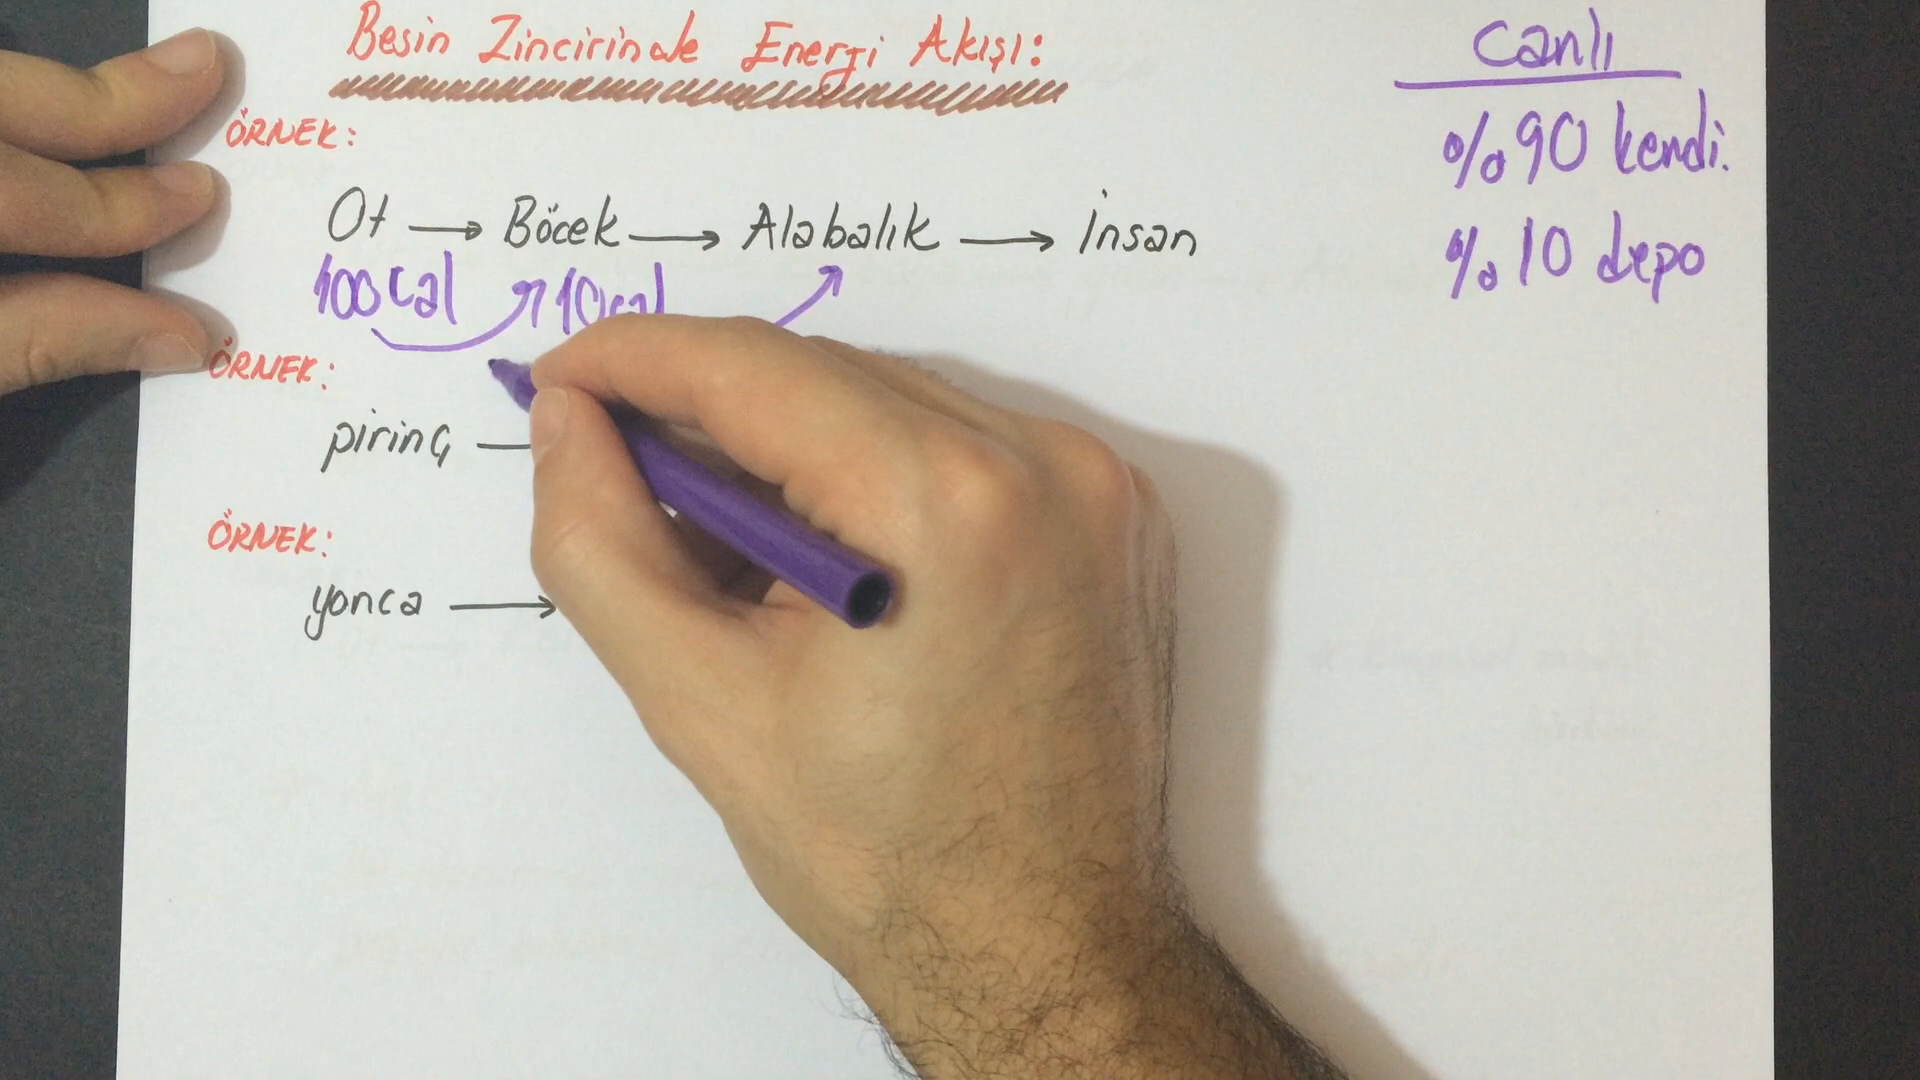 Besin Zincirinde Enerji Akışı:
Canlı
%90 kendi.
%10 depo
ÖRNEK:
Ot → Böcek → Alabalık → İnsan
100 Cal 10 cal
ÖRNEK:
pirinç
ÖRNEK:
yonca →